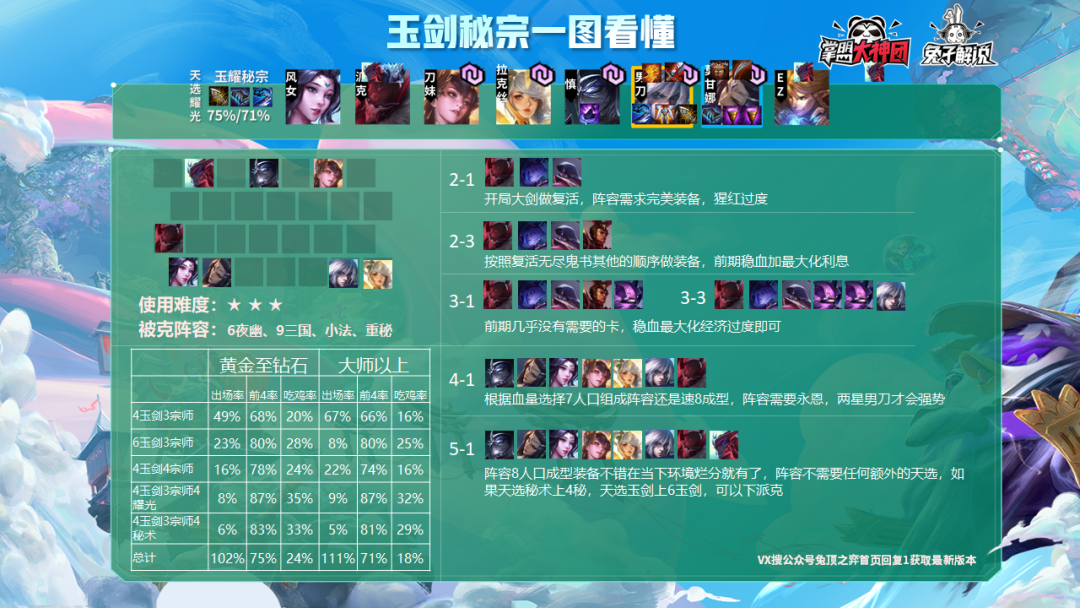 玉剑秘宗一图看懂
掌盟大神团
兔子解说
天选耀光
玉耀秘宗
75%/71%
风女
派克
刀妹
拉克丝
慎
男刀
EZ
2-1
开局大剑做复活，阵容需求完美装备，猩红过度
2-3
按照复活无尽鬼书其他的顺序做装备，前期稳血加最大化利息
3-1
3-3
前期几乎没有需要的卡，稳血最大化经济过度即可
4-1
根据血量选择7人口组成阵容还是速8成型，阵容需要永恩，两星男刀才会强势
5-1
阵容8人口成型装备不错在当下环境烂分就有了，阵容不需要任何额外的天选，如
果天选秘术上4秘，天选玉剑上6玉剑，可以下派克
使用难度：★ ★ ★
被克阵容：6夜幽、9三国、小法、重秘
黄金至钻石 大师以上
出场率 前4率 吃鸡率 出场率 前4率 吃鸡率
4玉剑3宗师 49% 68% 20% 67% 66% 16%
6玉剑3宗师 23% 80% 28% 8% 80% 25%
4玉剑4宗师 16% 78% 24% 22% 74% 16%
4玉剑3宗师4
耀光 8% 87% 35% 9% 87% 32%
4玉剑3宗师4
秘术 6% 83% 33% 5% 81% 29%
总计 102% 75% 24% 111% 71% 18%
VX搜公众号兔顶之弈首页回复1获取最新版本